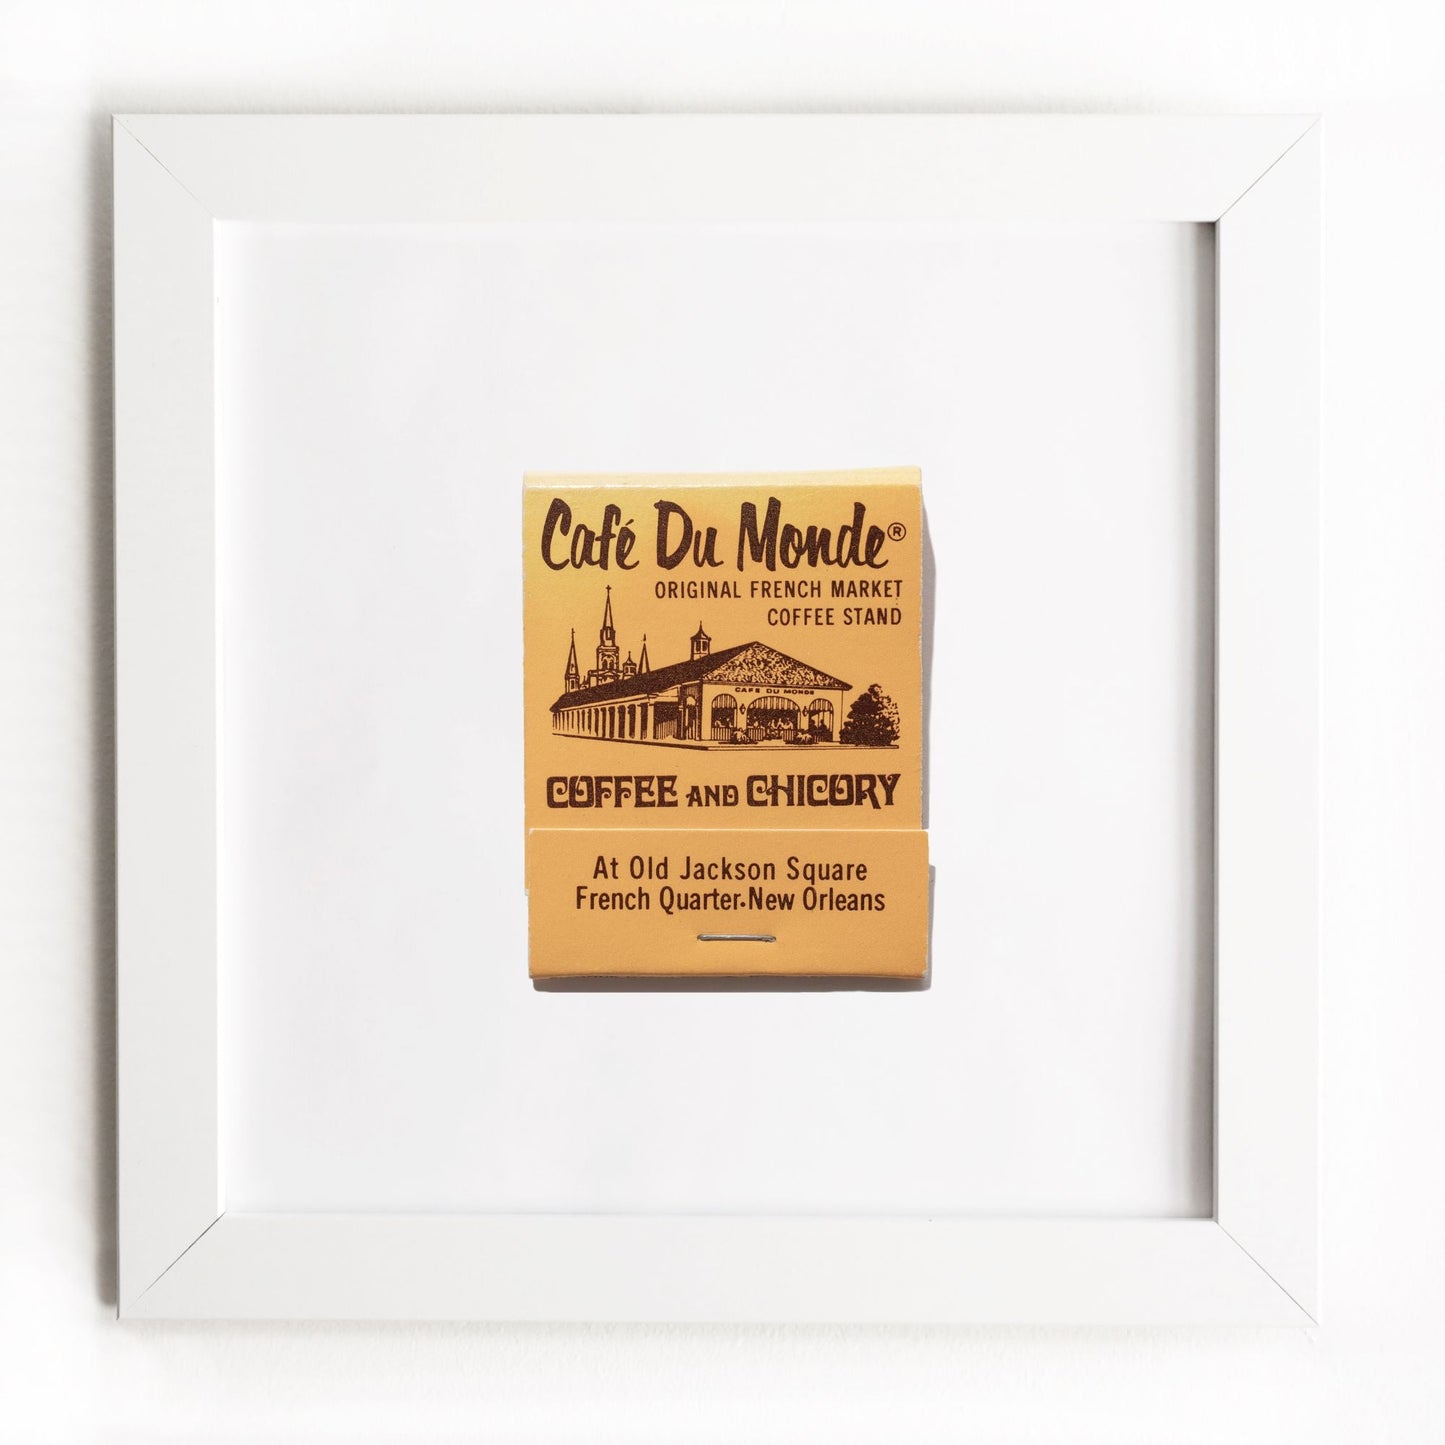 Café Du Monde®
ORIGINAL FRENCH MARKET
COFFEE STAND
CAFE DU MONDE
COFFEE AND CHICORY
At Old Jackson Square
French Quarter•New Orleans